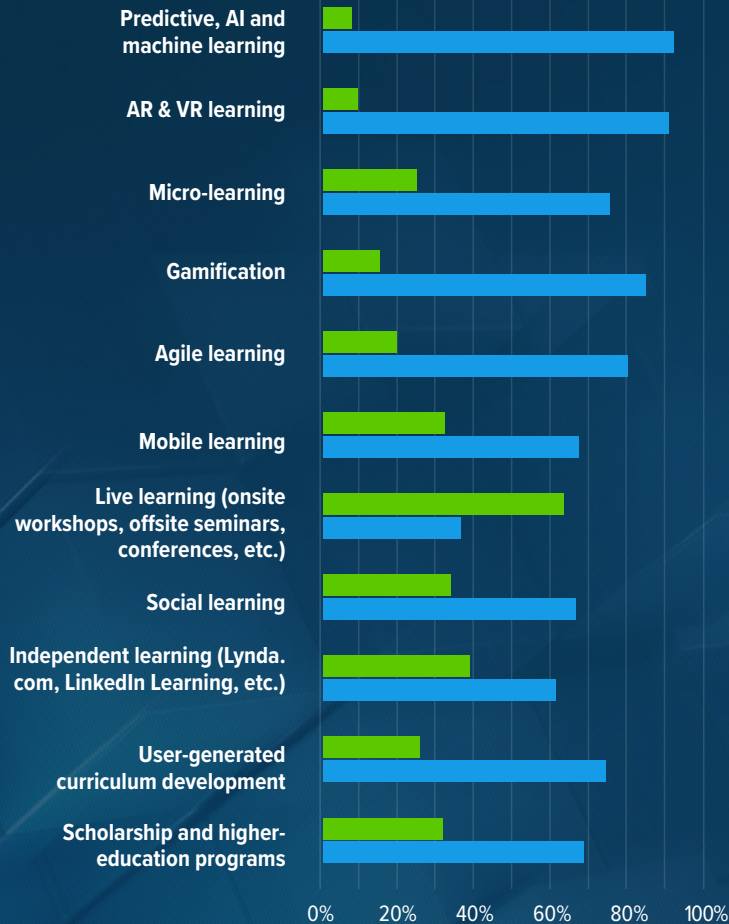 Predictive, AI and
machine learning
AR & VR learning
Micro-learning
Gamification
Agile learning
Mobile learning
Live learning (onsite
workshops, offsite seminars,
conferences, etc.)
Social learning
Independent learning (Lynda.
com, LinkedIn Learning, etc.)
User-generated
curriculum development
Scholarship and higher-
education programs
0% 20% 40% 60% 80% 100%